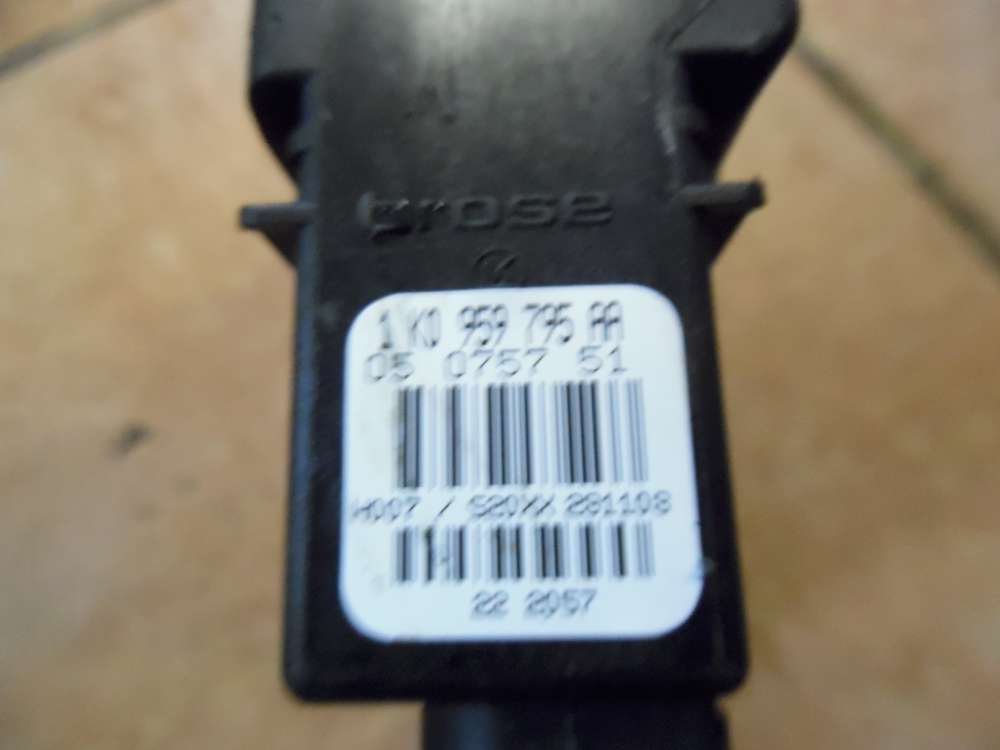 brose
1K0 959 795 AA
05 0757 51
H007 / S20XX 281108
22 2057